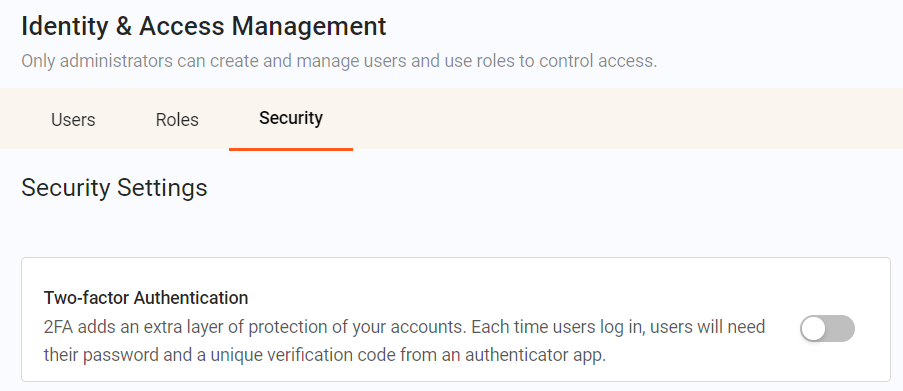 Identity & Access Management
Only administrators can create and manage users and use roles to control access.
Users
Roles
Security
Security Settings
Two-factor Authentication
2FA adds an extra layer of protection of your accounts. Each time users log in, users will need
their password and a unique verification code from an authenticator app.